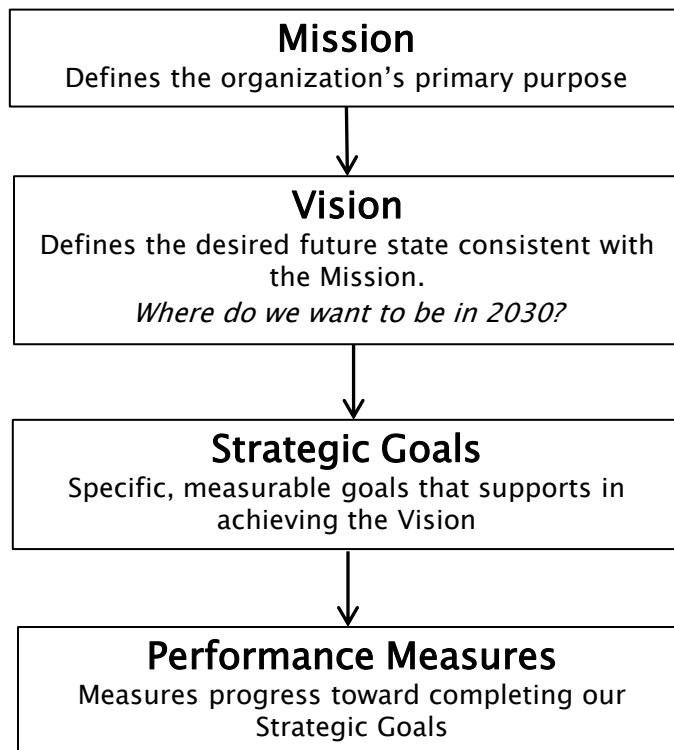 Mission
Defines the organization’s primary purpose
Vision
Defines the desired future state consistent with
the Mission.
Where do we want to be in 2030?
Strategic Goals
Specific, measurable goals that supports in
achieving the Vision
Performance Measures
Measures progress toward completing our
Strategic Goals